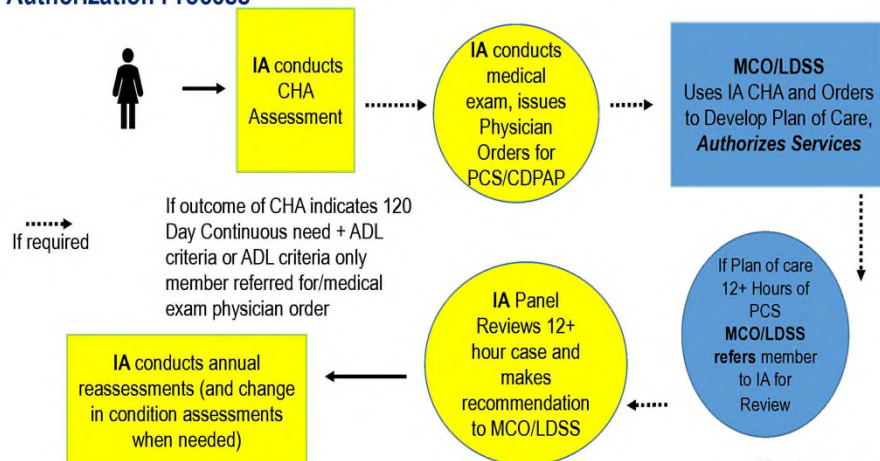 Authorization Process
IA conducts
CHA
Assessment
IA conducts
medical
exam, issues
Physician
Orders for
PCS/CDPAP
MCO/LDSS
Uses IA CHA and Orders
to Develop Plan of Care,
Authorizes Services
If required
If outcome of CHA indicates 120
Day Continuous need + ADL
criteria or ADL criteria only
member referred for/medical
exam physician order
If Plan of care
12+ Hours of
PCS
MCO/LDSS
refers member
to IA for
Review
IA Panel
Reviews 12+
hour case and
makes
recommendation
to MCO/LDSS
IA conducts annual
reassessments (and change
in condition assessments
when needed)